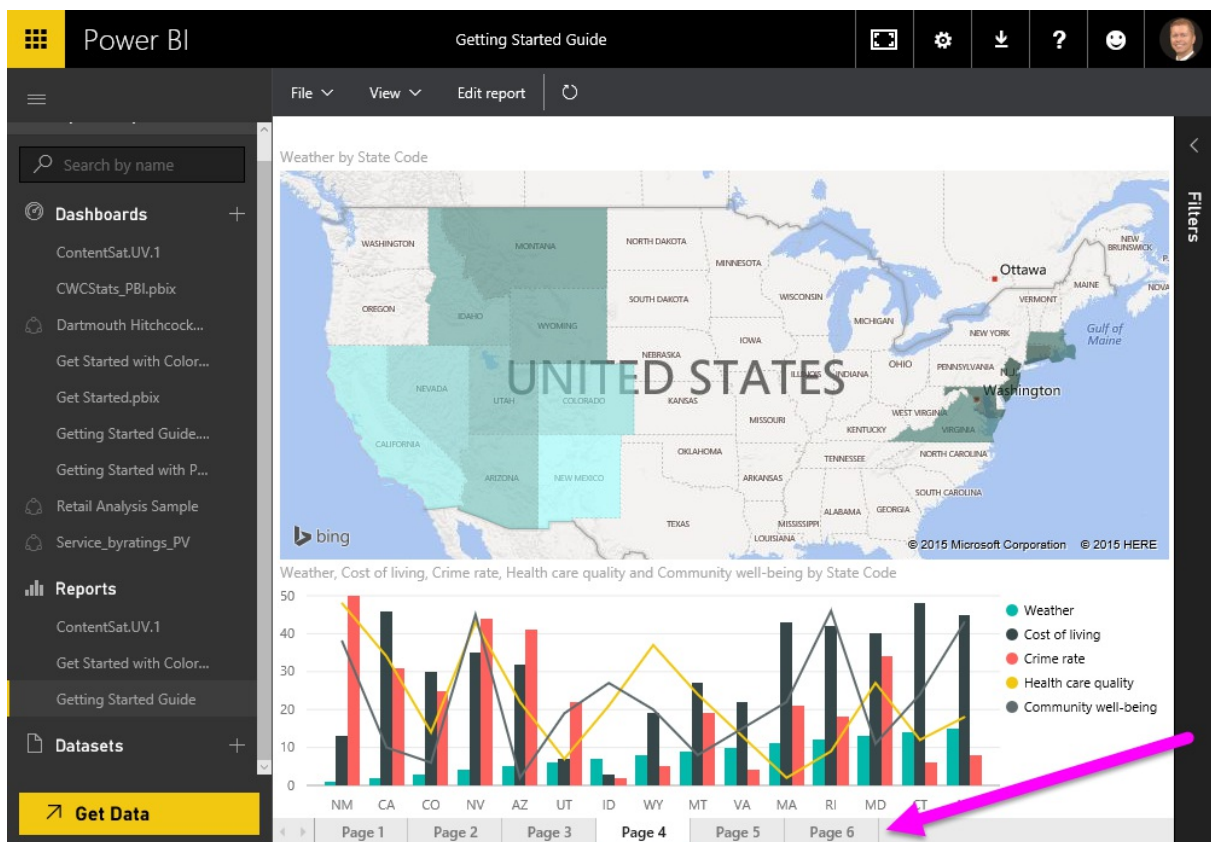 Power BI
Getting Started Guide
?
File
View
Edit report
Search by name
Dashboards
+
ContentSat.UV.1
CWCStats_PBI.pbix
Dartmouth Hitchcock...
Get Started with Color...
Get Started.pbix
Getting Started Guide....
Getting Started with P...
Retail Analysis Sample
Service_byratings_PV
Reports
ContentSat.UV.1
Get Started with Color...
Getting Started Guide
Datasets
+
Get Data
Weather by State Code
WASHINGTON
MONTANA
NORTH DAKOTA
MINNESOTA
Ottawa
NEW BRUNSWICK
MAINE
NOVA
VERMONT
OREGON
IDAHO
WYOMING
SOUTH DAKOTA
WISCONSIN
MICHIGAN
NEW YORK
Gulf of Maine
IOWA
NEBRASKA
UNITED STATES
ILLINOIS
INDIANA
OHIO
PENNSYLVANIA
N.J.
Washington
NEVADA
UTAH
COLORADO
KANSAS
MISSOURI
WEST VIRGINIA
VIRGINIA
KENTUCKY
CALIFORNIA
ARIZONA
NEW MEXICO
OKLAHOMA
ARKANSAS
TENNESSEE
NORTH CAROLINA
SOUTH CAROLINA
TEXAS
MISSISSIPPI
ALABAMA
GEORGIA
LOUISIANA
bing
© 2015 Microsoft Corporation © 2015 HERE
Filters
Weather, Cost of living, Crime rate, Health care quality and Community well-being by State Code
50
40
30
20
10
0
NM CA CO NV AZ UT ID WY MT VA MA RI MD CT
Weather
Cost of living
Crime rate
Health care quality
Community well-being
Page 1
Page 2
Page 3
Page 4
Page 5
Page 6